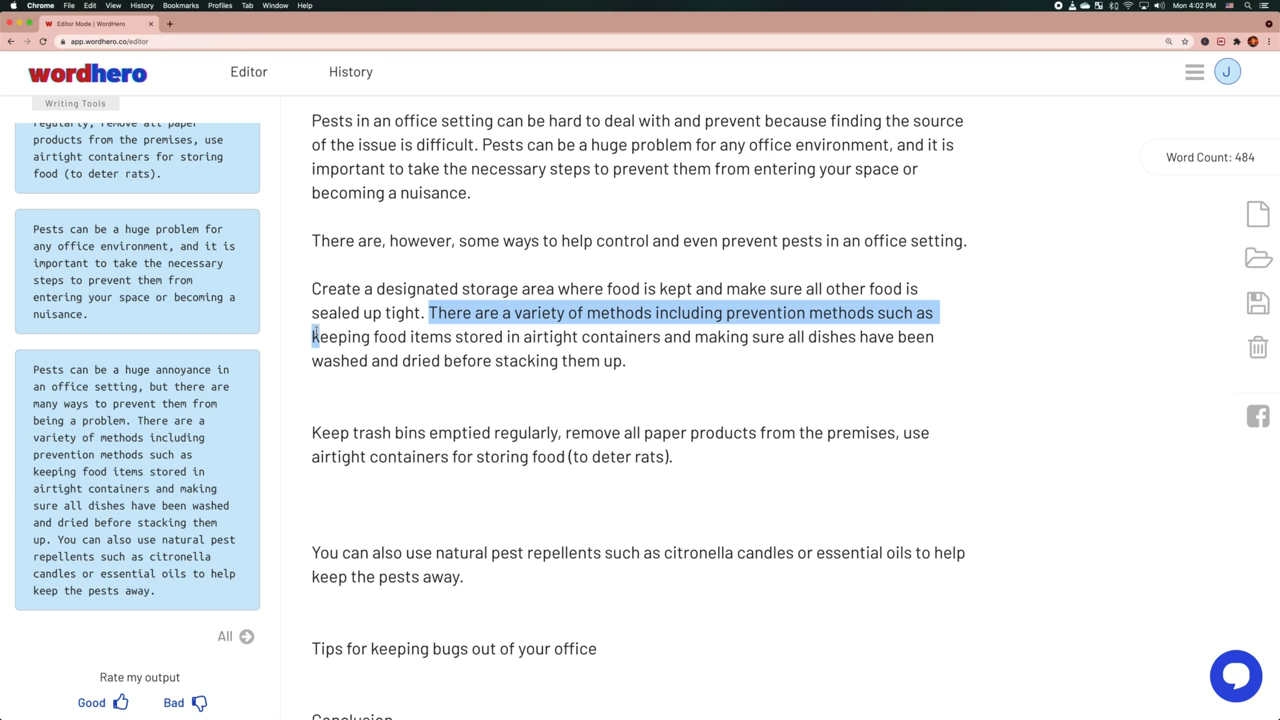 Chrome File Edit View History Bookmarks Profiles Tab Window Help
Mon 4:02 PM
Editor Mode | WordHero
app.wordhero.co/editor
wordhero
Editor
History
J
Writing Tools
regularly, remove all paper
products from the premises, use
airtight containers for storing
food (to deter rats).
Pests can be a huge problem for
any office environment, and it is
important to take the necessary
steps to prevent them from
entering your space or becoming a
nuisance.
Pests can be a huge annoyance in
an office setting, but there are
many ways to prevent them from
being a problem. There are a
variety of methods including
prevention methods such as
keeping food items stored in
airtight containers and making
sure all dishes have been washed
and dried before stacking them
up. You can also use natural pest
repellents such as citronella
candles or essential oils to help
keep the pests away.
All
Rate my output
Good
Bad
Pests in an office setting can be hard to deal with and prevent because finding the source
of the issue is difficult. Pests can be a huge problem for any office environment, and it is
important to take the necessary steps to prevent them from entering your space or
becoming a nuisance.
There are, however, some ways to help control and even prevent pests in an office setting.
Create a designated storage area where food is kept and make sure all other food is
sealed up tight. There are a variety of methods including prevention methods such as
keeping food items stored in airtight containers and making sure all dishes have been
washed and dried before stacking them up.
Keep trash bins emptied regularly, remove all paper products from the premises, use
airtight containers for storing food (to deter rats).
You can also use natural pest repellents such as citronella candles or essential oils to help
keep the pests away.
Tips for keeping bugs out of your office
Conclusion
Word Count: 484